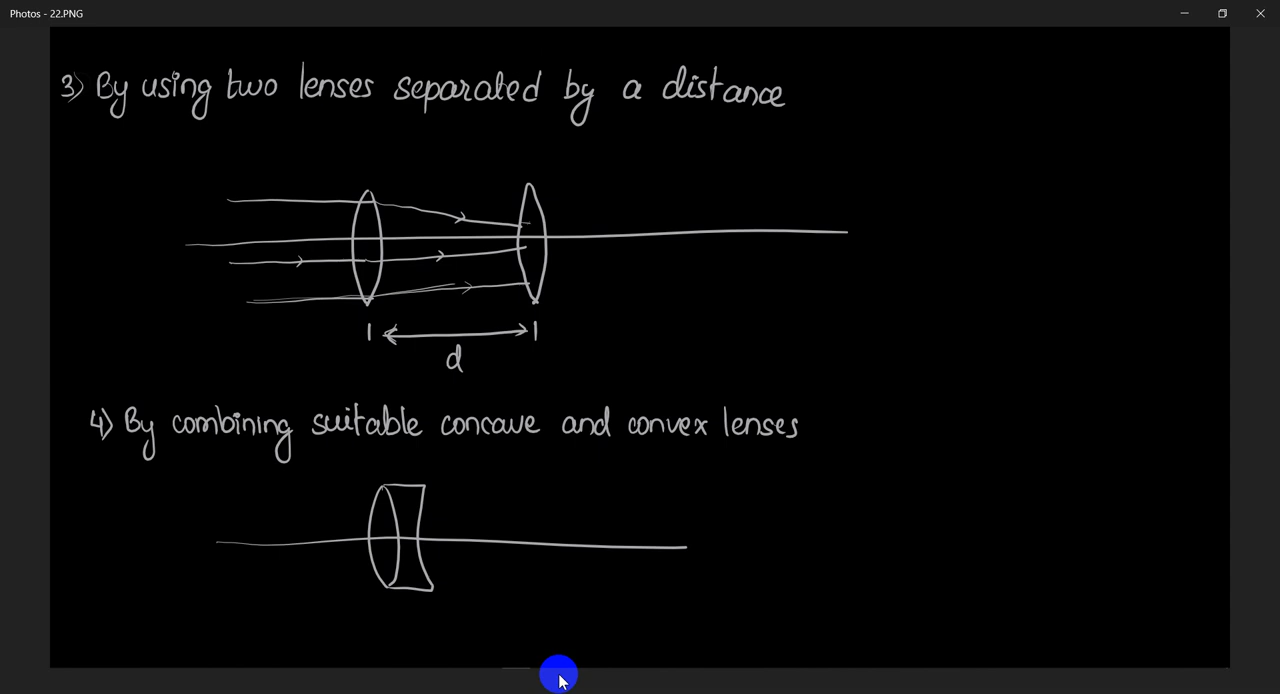 Photos - 22.PNG
3) By using two lenses separated by a distance
d
4) By combining suitable concave and convex lenses